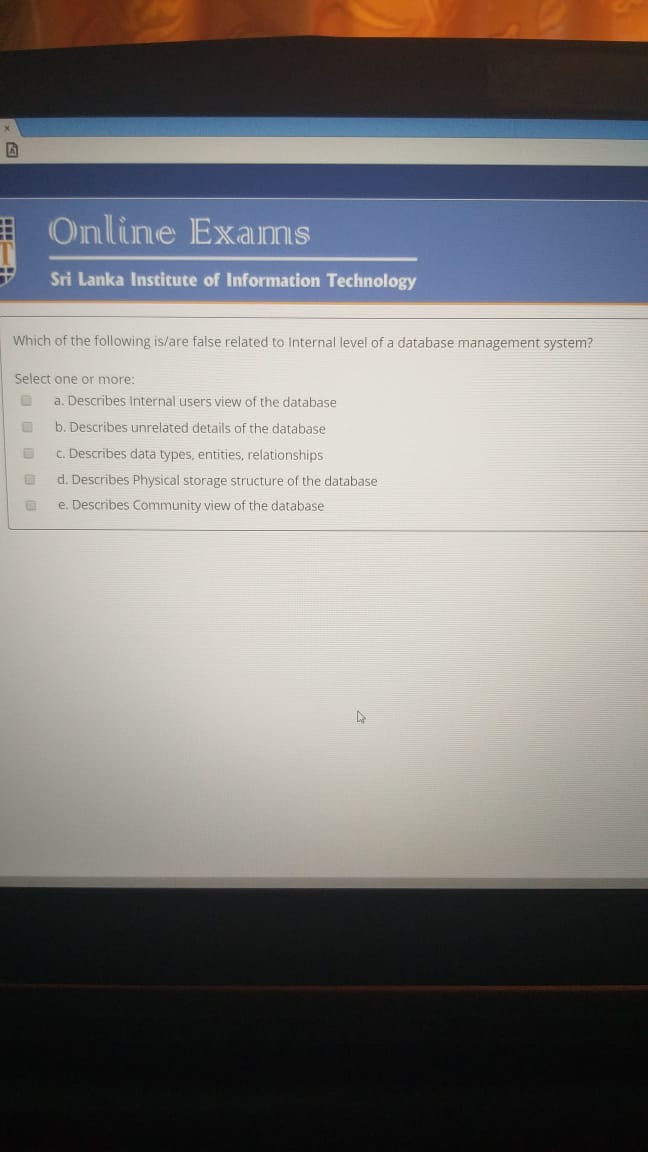 Online Exams
Sri Lanka Institute of Information Technology
Which of the following is/are false related to Internal level of a database management system?
Select one or more:
a. Describes Internal users view of the database
b. Describes unrelated details of the database
c. Describes data types, entities, relationships
d. Describes Physical storage structure of the database
e. Describes Community view of the database